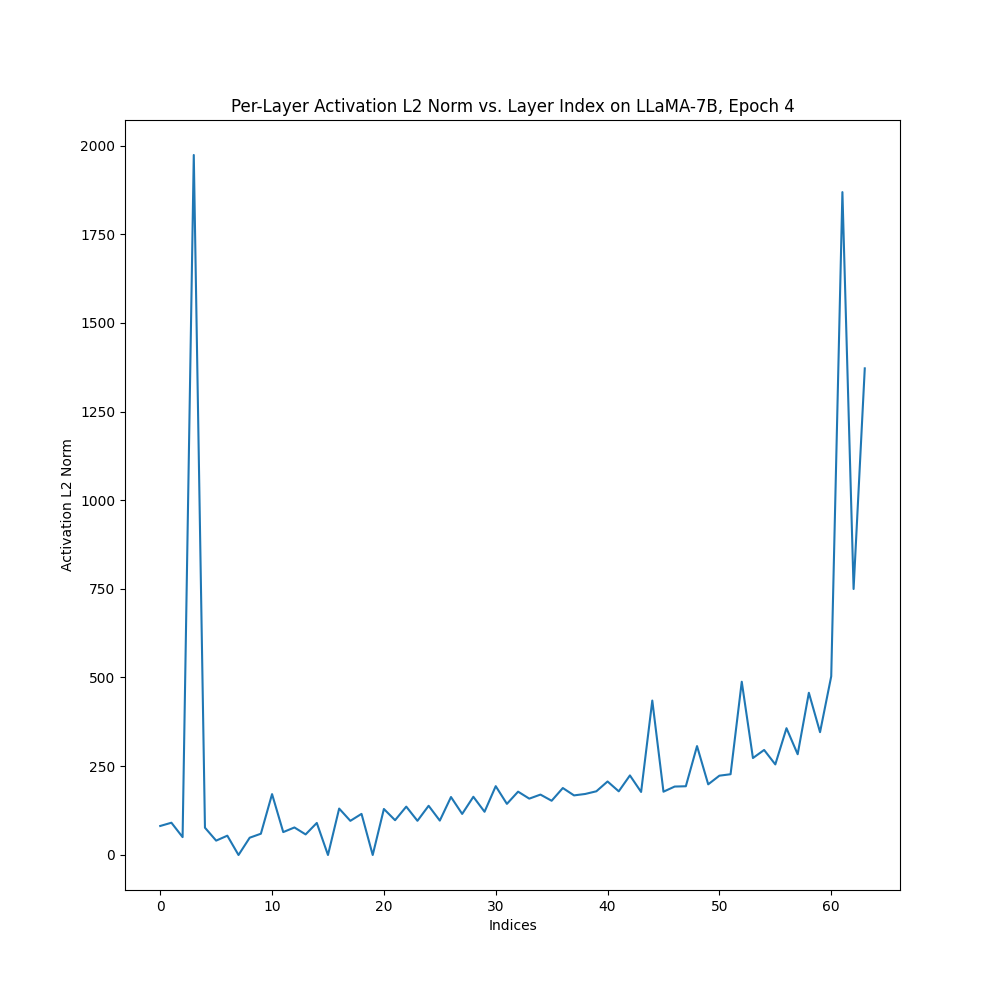 Per-Layer Activation L2 Norm vs. Layer Index on LLaMA-7B, Epoch 4
2000
1750
1500
1250
1000
750
500
250
0
Activation L2 Norm
0 10 20 30 40 50 60
Indices